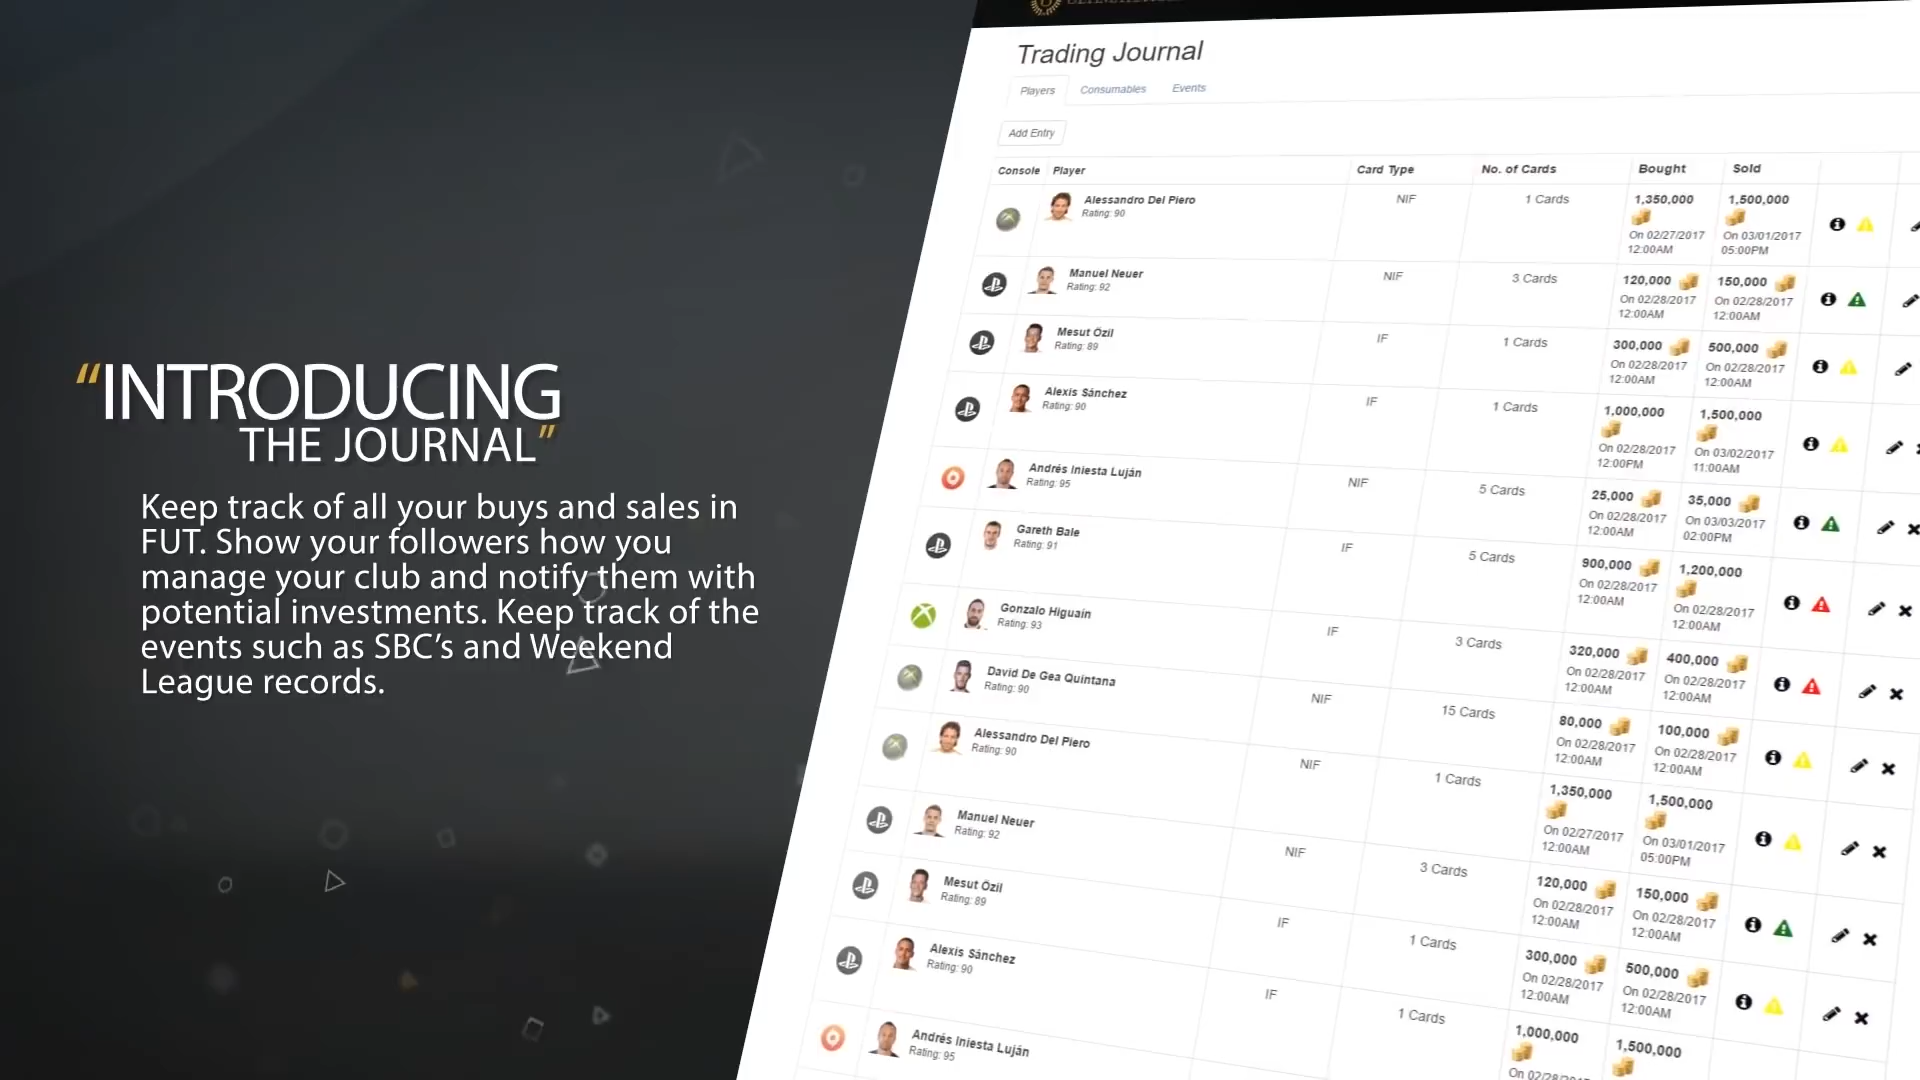 “INTRODUCING
THE JOURNAL”
Keep track of all your buys and sales in
FUT. Show your followers how you
manage your club and notify them with
potential investments. Keep track of the
events such as SBC’s and Weekend
League records.
Trading Journal
Players Consumables Events
Add Entry
Console Player Card Type No. of Cards Bought Sold
Alessandro Del Piero NIF 1 Cards 1,350,000 1,500,000
Rating: 90
On 02/27/2017 On 03/01/2017
12:00AM 05:00PM
Manuel Neuer NIF 3 Cards 120,000 150,000
Rating: 92
On 02/28/2017 On 02/28/2017
12:00AM 12:00AM
Mesut Özil IF 1 Cards 300,000 500,000
Rating: 89
On 02/28/2017 On 02/28/2017
12:00AM 12:00AM
Alexis Sánchez IF 1 Cards 1,000,000 1,500,000
Rating: 90
On 02/28/2017 On 03/02/2017
12:00PM 11:00AM
Andrés Iniesta Luján NIF 5 Cards 25,000 35,000
Rating: 95
On 02/28/2017 On 03/03/2017
12:00AM 02:00PM
Gareth Bale IF 5 Cards 900,000 1,200,000
Rating: 91
On 02/28/2017 On 02/28/2017
12:00AM 12:00AM
Gonzalo Higuaín IF 3 Cards 320,000 400,000
Rating: 93
On 02/28/2017 On 02/28/2017
12:00AM 12:00AM
David De Gea Quintana NIF 15 Cards 80,000 100,000
Rating: 90
On 02/28/2017 On 02/28/2017
12:00AM 12:00AM
Alessandro Del Piero NIF 1 Cards 1,350,000 1,500,000
Rating: 90
On 02/27/2017 On 03/01/2017
12:00AM 05:00PM
Manuel Neuer NIF 3 Cards 120,000 150,000
Rating: 92
On 02/28/2017 On 02/28/2017
12:00AM 12:00AM
Mesut Özil IF 1 Cards 300,000 500,000
Rating: 89
On 02/28/2017 On 02/28/2017
12:00AM 12:00AM
Alexis Sánchez IF 1 Cards 1,000,000 1,500,000
Rating: 90
On 02/28/2017
Andrés Iniesta Luján
Rating: 95